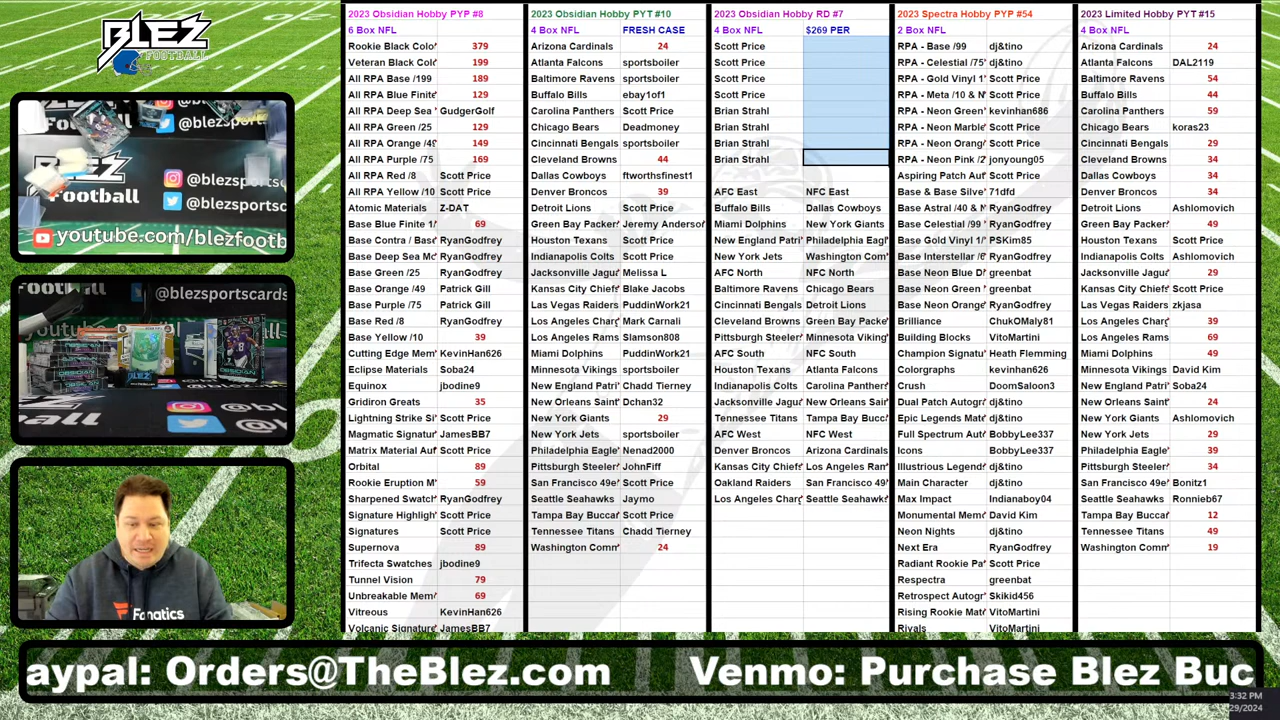 BLEZ
FOOTBALL
@blezsports
BLEZ
Football
@blezsports
@blezsportsc
youtube.com/blezfootb
@blezsportscards
Fanatics
2023 Obsidian Hobby PYP #8
6 Box NFL
Rookie Black Colo 379
Veteran Black Col 199
All RPA Base /199 189
All RPA Blue Finite 129
All RPA Deep Sea GudgerGolf
All RPA Green /25 129
All RPA Orange /4 149
All RPA Purple /75 169
All RPA Red /8 Scott Price
All RPA Yellow /10 Scott Price
Atomic Materials Z-DAT
Base Blue Finite 1/ 69
Base Contra / Base RyanGodfrey
Base Deep Sea Mo RyanGodfrey
Base Green /25 RyanGodfrey
Base Orange /49 Patrick Gill
Base Purple /75 Patrick Gill
Base Red /8 RyanGodfrey
Base Yellow /10 39
Cutting Edge Mem KevinHan626
Eclipse Materials Soba24
Equinox jbodine9
Gridiron Greats 35
Lightning Strike Si Scott Price
Magmatic Signatur JamesBB7
Matrix Material Aut Scott Price
Orbital 89
Rookie Eruption M 59
Sharpened Swatch RyanGodfrey
Signature Highligh Scott Price
Signatures Scott Price
Supernova 89
Trifecta Swatches jbodine9
Tunnel Vision 79
Unbreakable Mem 69
Vitreous KevinHan626
Volcanic Signature JamesBB7
2023 Obsidian Hobby PYT #10
4 Box NFL FRESH CASE
Arizona Cardinals 24
Atlanta Falcons sportsboiler
Baltimore Ravens sportsboiler
Buffalo Bills ebay1of1
Carolina Panthers Scott Price
Chicago Bears Deadmoney
Cincinnati Bengals sportsboiler
Cleveland Browns 44
Dallas Cowboys ftworthsfinest1
Denver Broncos 39
Detroit Lions Scott Price
Green Bay Packer Jeremy Anderso
Houston Texans Scott Price
Indianapolis Colts Scott Price
Jacksonville Jagu Melissa L
Kansas City Chiefs Blake Jacobs
Las Vegas Raiders PuddinWork21
Los Angeles Charg Mark Carnali
Los Angeles Rams Slamson808
Miami Dolphins PuddinWork21
Minnesota Vikings sportsboiler
New England Patri Chadd Tierney
New Orleans Saint Dchan32
New York Giants 29
New York Jets sportsboiler
Philadelphia Eagle Nenad2000
Pittsburgh Steeler JohnFiff
San Francisco 49e Scott Price
Seattle Seahawks Jaymo
Tampa Bay Buccar Scott Price
Tennessee Titans Chadd Tierney
Washington Comm 24
2023 Obsidian Hobby RD #7
4 Box NFL $269 PER
Scott Price
Scott Price
Scott Price
Scott Price
Brian Strahl
Brian Strahl
Brian Strahl
Brian Strahl
AFC East NFC East
Buffalo Bills Dallas Cowboys
Miami Dolphins New York Giants
New England Patri Philadelphia Eagl
New York Jets Washington Com
AFC North NFC North
Baltimore Ravens Chicago Bears
Cincinnati Bengals Detroit Lions
Cleveland Browns Green Bay Packe
Pittsburgh Steeler Minnesota Viking
AFC South NFC South
Houston Texans Atlanta Falcons
Indianapolis Colts Carolina Panther
Jacksonville Jagu New Orleans Sain
Tennessee Titans Tampa Bay Bucc
AFC West NFC West
Denver Broncos Arizona Cardinals
Kansas City Chiefs Los Angeles Ran
Oakland Raiders San Francisco 49
Los Angeles Charg Seattle Seahawk
2023 Spectra Hobby PYP #54
2 Box NFL
RPA - Base /99 dj&tino
RPA - Celestial /75 dj&tino
RPA - Gold Vinyl 1 Scott Price
RPA - Meta /10 & N Scott Price
RPA - Neon Green kevinhan686
RPA - Neon Marble Scott Price
RPA - Neon Orang Scott Price
RPA - Neon Pink /2 jonyoung05
Aspiring Patch Aut Scott Price
Base & Base Silve 71dfd
Base Astral /40 & N RyanGodfrey
Base Celestial /99 RyanGodfrey
Base Gold Vinyl 1/ PSKim85
Base Interstellar /6 RyanGodfrey
Base Neon Blue D greenbat
Base Neon Green greenbat
Base Neon Orange RyanGodfrey
Brilliance ChukOMaly81
Building Blocks VitoMartini
Champion Signatu Heath Flemming
Colorgraphs kevinhan626
Crush DoomSaloon3
Dual Patch Autogr dj&tino
Epic Legends Mat dj&tino
Full Spectrum Aut BobbyLee337
Icons BobbyLee337
Illustrious Legend dj&tino
Main Character dj&tino
Max Impact Indianaboy04
Monumental Mem David Kim
Neon Nights dj&tino
Next Era RyanGodfrey
Radiant Rookie Pa Scott Price
Respectra greenbat
Retrospect Autogr Skikid456
Rising Rookie Mat VitoMartini
Rivals VitoMartini
2023 Limited Hobby PYT #15
4 Box NFL
Arizona Cardinals 24
Atlanta Falcons DAL2119
Baltimore Ravens 54
Buffalo Bills 44
Carolina Panthers 59
Chicago Bears koras23
Cincinnati Bengals 29
Cleveland Browns 34
Dallas Cowboys 34
Denver Broncos 34
Detroit Lions Ashlomovich
Green Bay Packer 49
Houston Texans Scott Price
Indianapolis Colts Ashlomovich
Jacksonville Jagu 29
Kansas City Chiefs Scott Price
Las Vegas Raiders zkjasa
Los Angeles Charg 39
Los Angeles Rams 69
Miami Dolphins 49
Minnesota Vikings David Kim
New England Patri Soba24
New Orleans Saint 24
New York Giants Ashlomovich
New York Jets 29
Philadelphia Eagle 39
Pittsburgh Steeler 34
San Francisco 49e Bonitz1
Seattle Seahawks Ronnieb67
Tampa Bay Buccar 12
Tennessee Titans 49
Washington Comm 19
aypal: Orders@TheBlez.com Venmo: Purchase Blez Buc
3:32 PM
29/2024